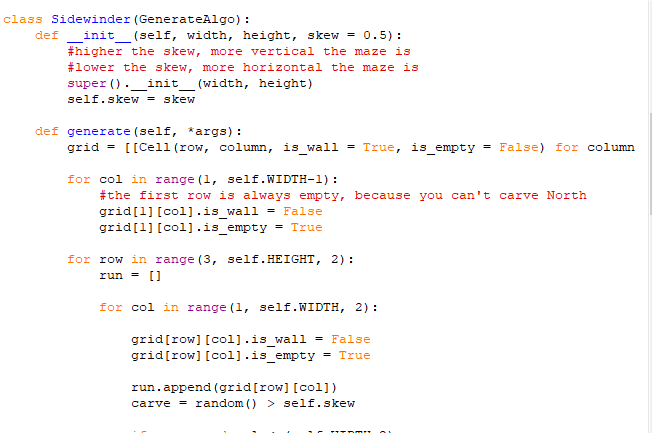 class Sidewinder(GenerateAlgo):
    def __init__(self, width, height, skew = 0.5):
        #higher the skew, more vertical the maze is
        #lower the skew, more horizontal the maze is
        super().__init__(width, height)
        self.skew = skew

    def generate(self, *args):
        grid = [[Cell(row, column, is_wall = True, is_empty = False) for column

        for col in range(1, self.WIDTH-1):
            #the first row is always empty, because you can't carve North
            grid[1][col].is_wall = False
            grid[1][col].is_empty = True

        for row in range(3, self.HEIGHT, 2):
            run = []

            for col in range(1, self.WIDTH, 2):

                grid[row][col].is_wall = False
                grid[row][col].is_empty = True

                run.append(grid[row][col])
                carve = random() > self.skew